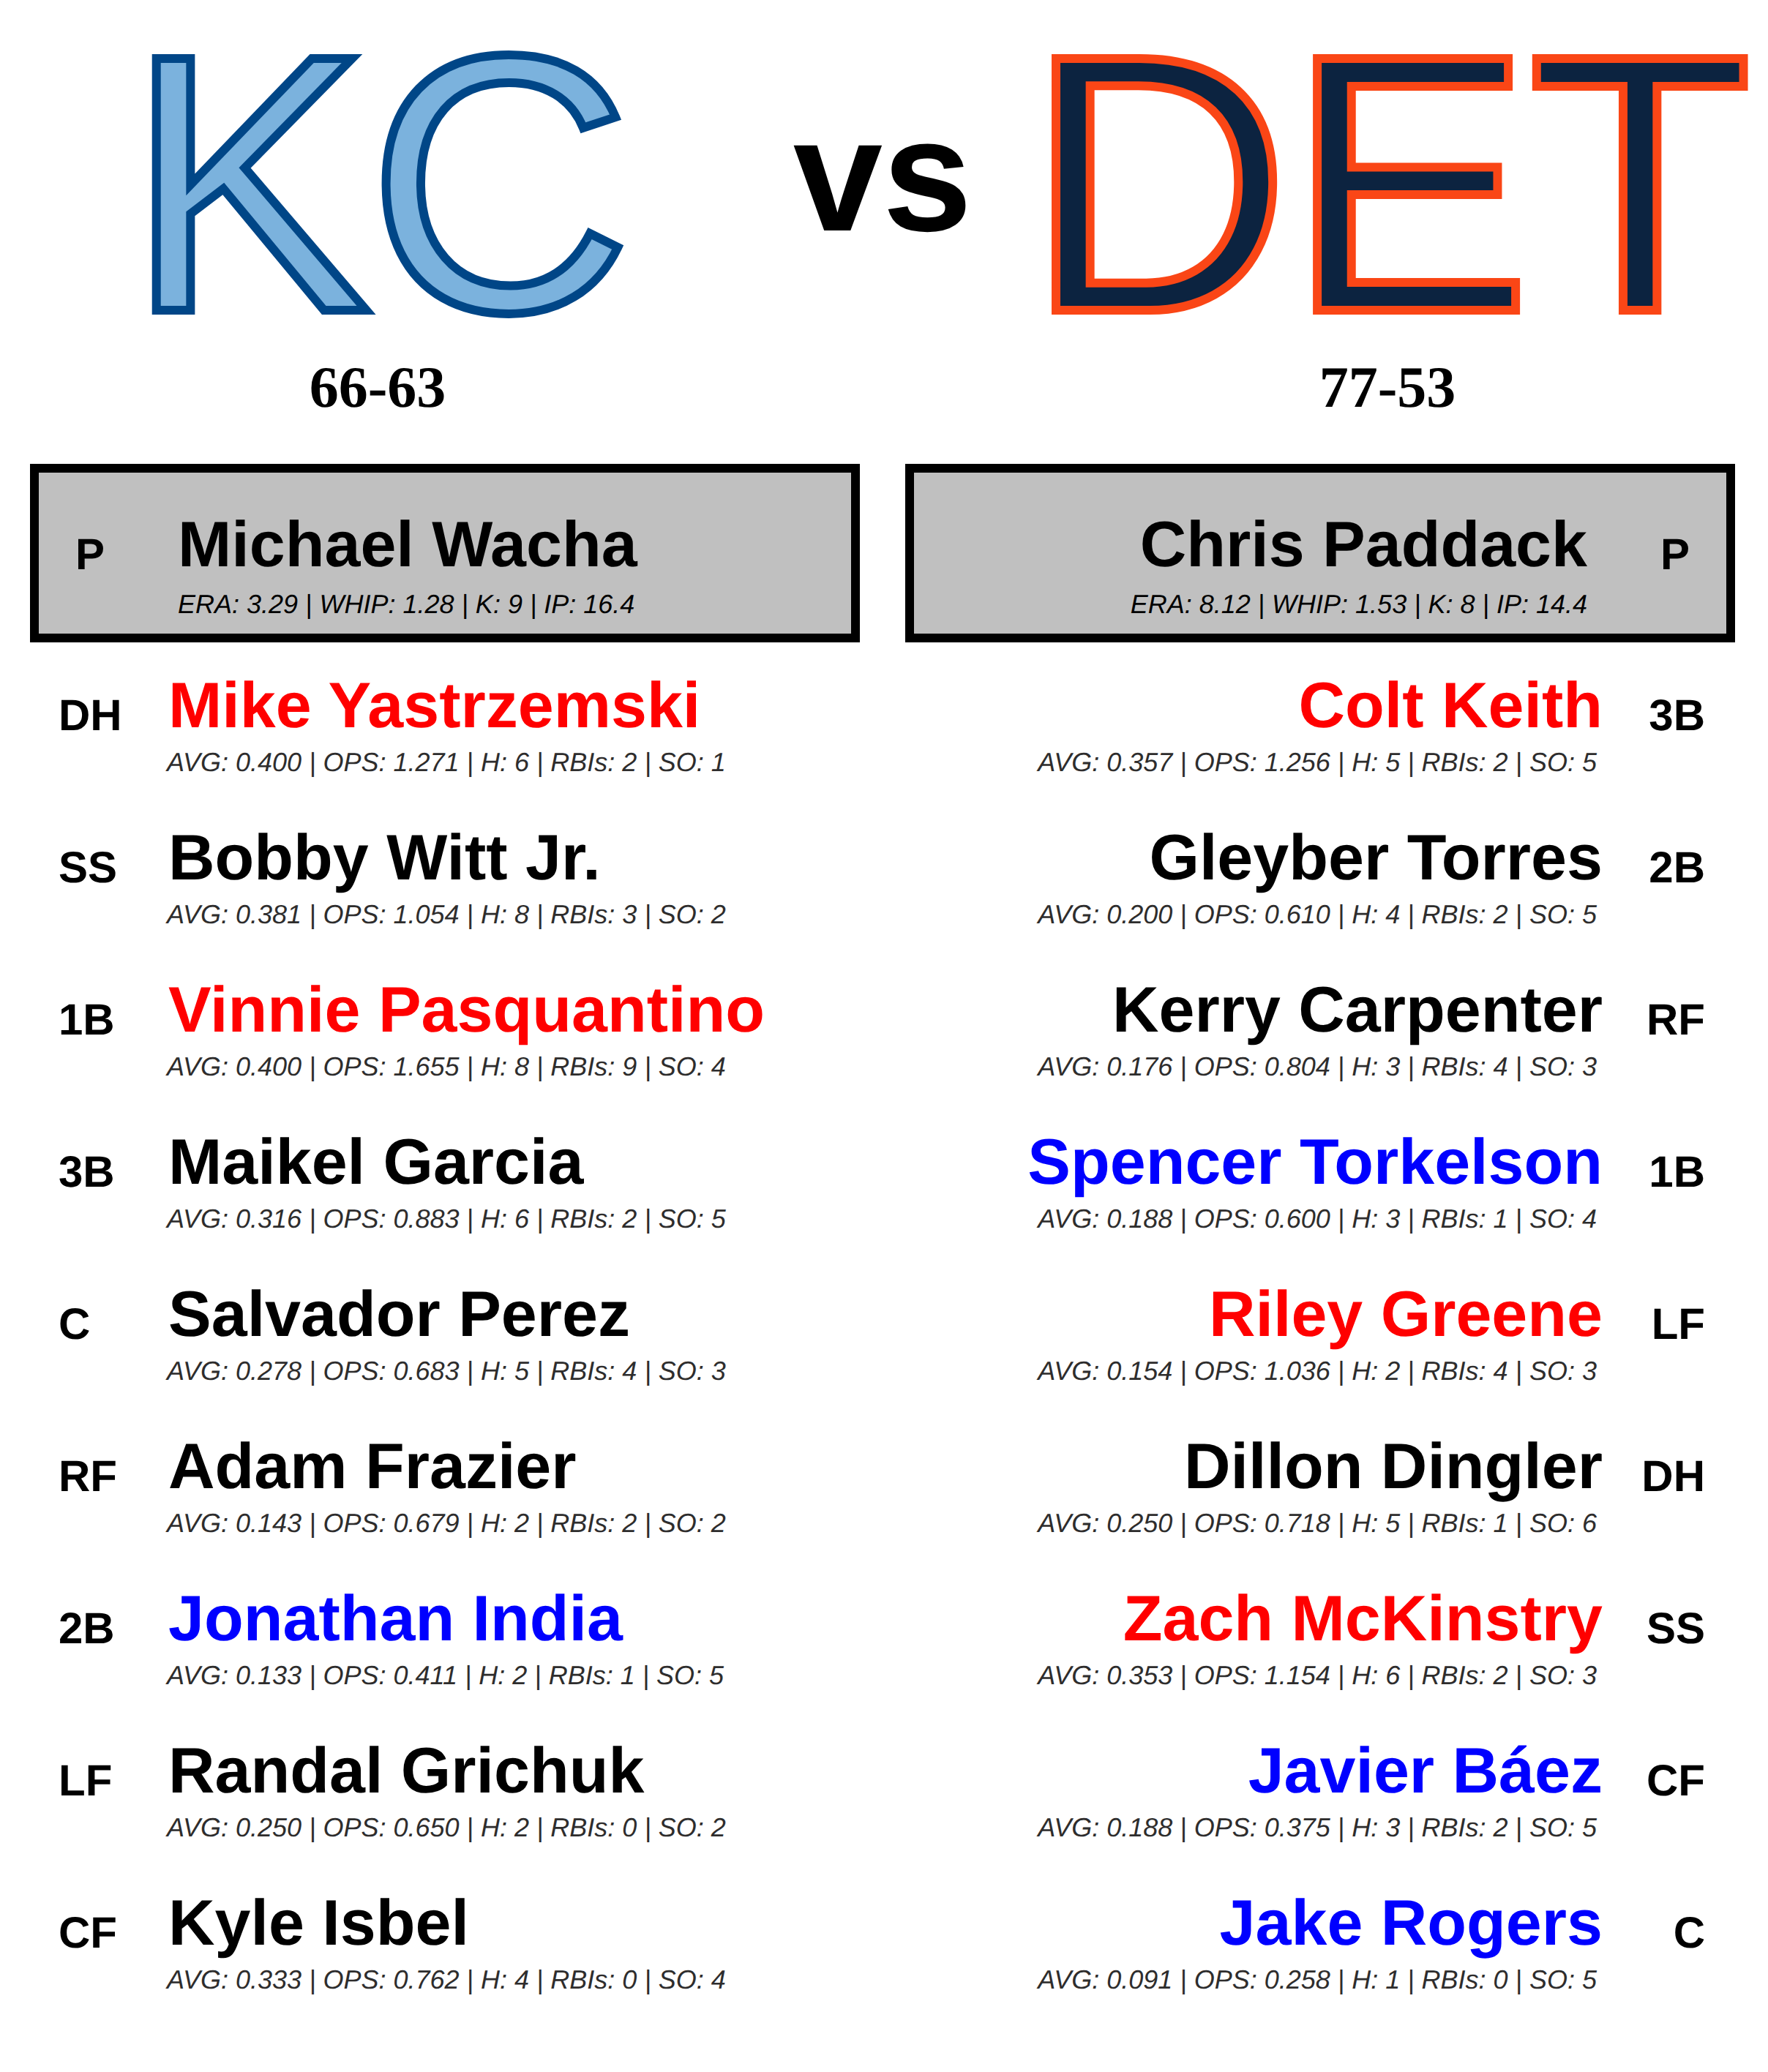 KC vs DET
66-63 77-53
P Michael Wacha
ERA: 3.29 | WHIP: 1.28 | K: 9 | IP: 16.4
Chris Paddack P
ERA: 8.12 | WHIP: 1.53 | K: 8 | IP: 14.4
DH Mike Yastrzemski
AVG: 0.400 | OPS: 1.271 | H: 6 | RBIs: 2 | SO: 1
SS Bobby Witt Jr.
AVG: 0.381 | OPS: 1.054 | H: 8 | RBIs: 3 | SO: 2
1B Vinnie Pasquantino
AVG: 0.400 | OPS: 1.655 | H: 8 | RBIs: 9 | SO: 4
3B Maikel Garcia
AVG: 0.316 | OPS: 0.883 | H: 6 | RBIs: 2 | SO: 5
C Salvador Perez
AVG: 0.278 | OPS: 0.683 | H: 5 | RBIs: 4 | SO: 3
RF Adam Frazier
AVG: 0.143 | OPS: 0.679 | H: 2 | RBIs: 2 | SO: 2
2B Jonathan India
AVG: 0.133 | OPS: 0.411 | H: 2 | RBIs: 1 | SO: 5
LF Randal Grichuk
AVG: 0.250 | OPS: 0.650 | H: 2 | RBIs: 0 | SO: 2
CF Kyle Isbel
AVG: 0.333 | OPS: 0.762 | H: 4 | RBIs: 0 | SO: 4
Colt Keith 3B
AVG: 0.357 | OPS: 1.256 | H: 5 | RBIs: 2 | SO: 5
Gleyber Torres 2B
AVG: 0.200 | OPS: 0.610 | H: 4 | RBIs: 2 | SO: 5
Kerry Carpenter RF
AVG: 0.176 | OPS: 0.804 | H: 3 | RBIs: 4 | SO: 3
Spencer Torkelson 1B
AVG: 0.188 | OPS: 0.600 | H: 3 | RBIs: 1 | SO: 4
Riley Greene LF
AVG: 0.154 | OPS: 1.036 | H: 2 | RBIs: 4 | SO: 3
Dillon Dingler DH
AVG: 0.250 | OPS: 0.718 | H: 5 | RBIs: 1 | SO: 6
Zach McKinstry SS
AVG: 0.353 | OPS: 1.154 | H: 6 | RBIs: 2 | SO: 3
Javier Báez CF
AVG: 0.188 | OPS: 0.375 | H: 3 | RBIs: 2 | SO: 5
Jake Rogers C
AVG: 0.091 | OPS: 0.258 | H: 1 | RBIs: 0 | SO: 5